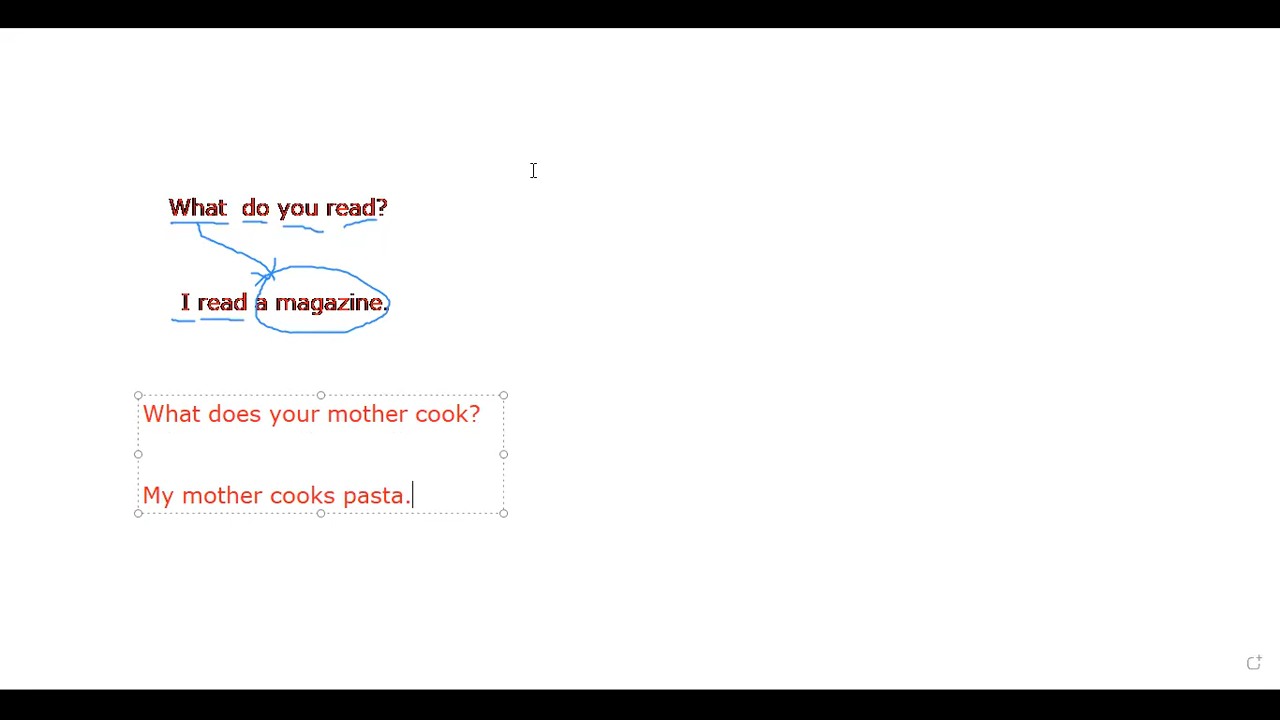 What do you read?
I read a magazine.
What does your mother cook?
My mother cooks pasta.